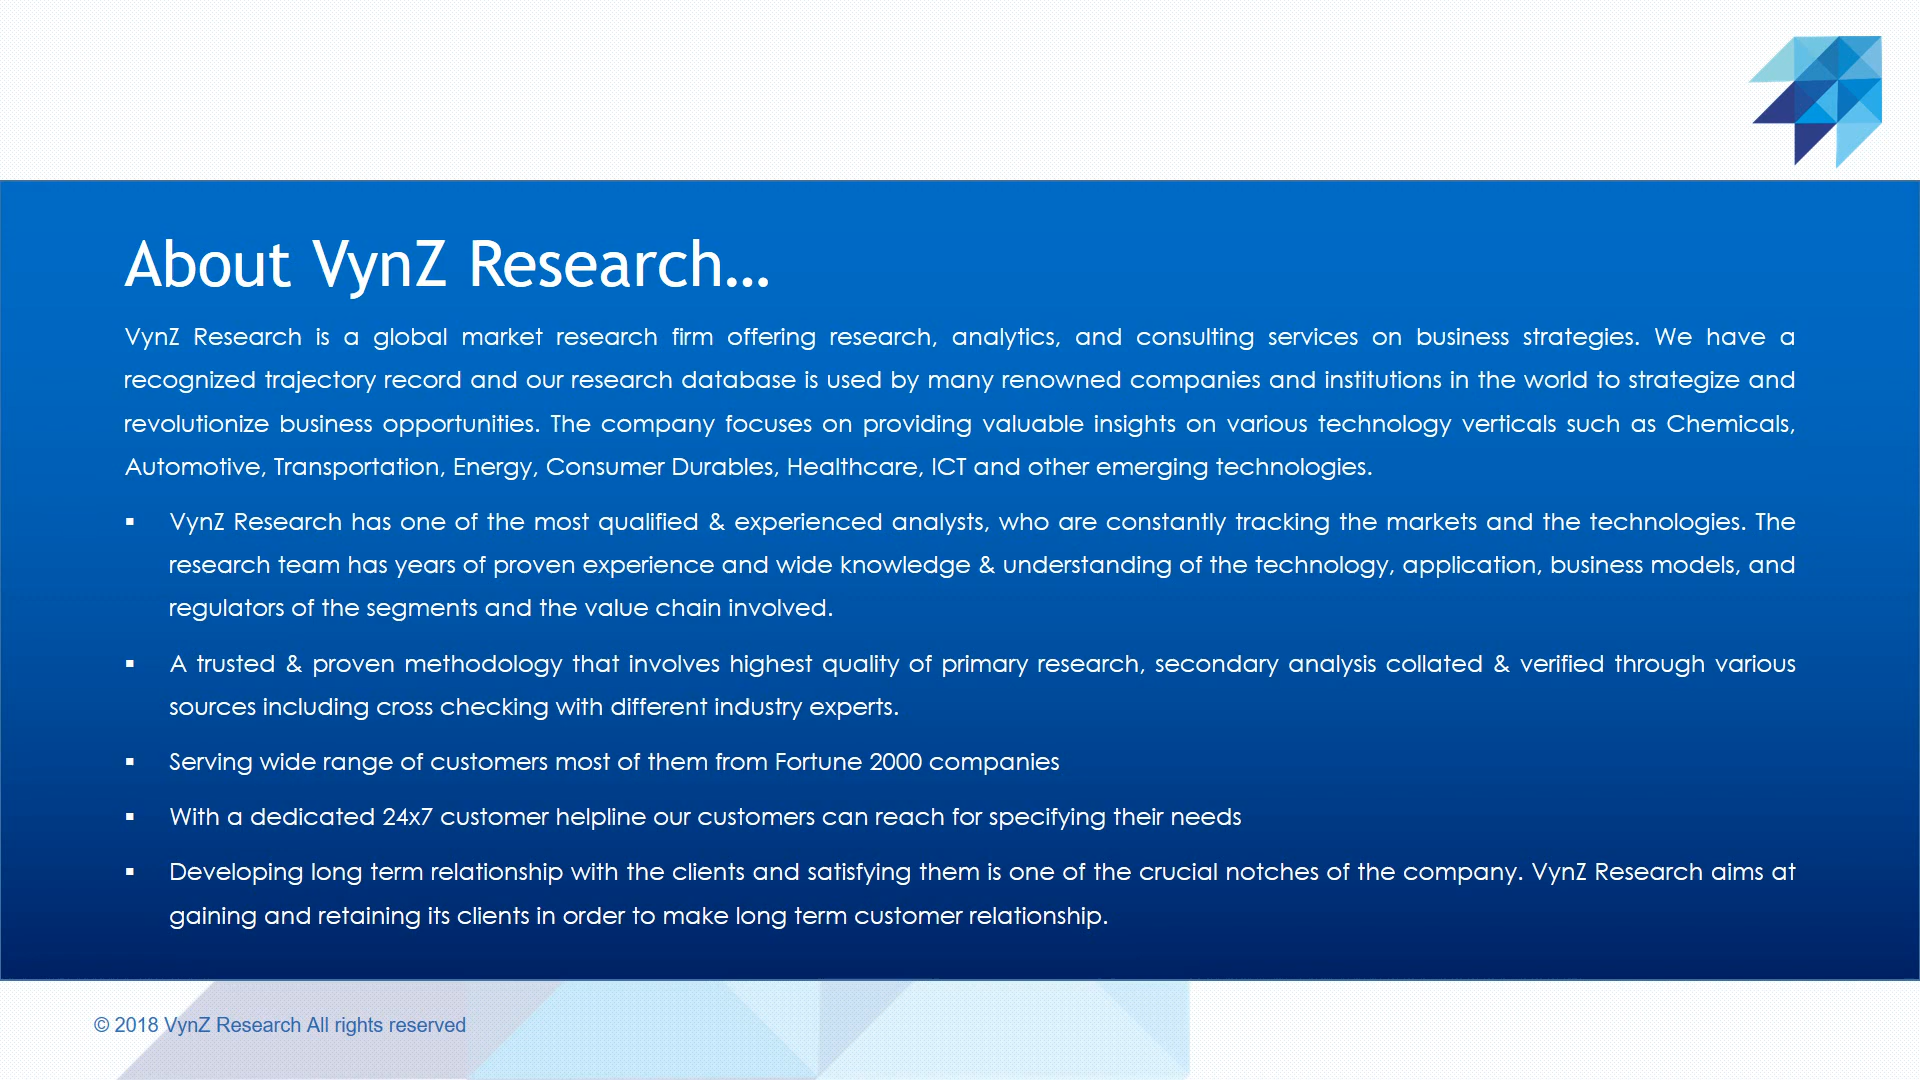 About VynZ Research...
VynZ Research is a global market research firm offering research, analytics, and consulting services on business strategies. We have a
recognized trajectory record and our research database is used by many renowned companies and institutions in the world to strategize and
revolutionize business opportunities. The company focuses on providing valuable insights on various technology verticals such as Chemicals,
Automotive, Transportation, Energy, Consumer Durables, Healthcare, ICT and other emerging technologies.
▪ VynZ Research has one of the most qualified & experienced analysts, who are constantly tracking the markets and the technologies. The
research team has years of proven experience and wide knowledge & understanding of the technology, application, business models, and
regulators of the segments and the value chain involved.
▪ A trusted & proven methodology that involves highest quality of primary research, secondary analysis collated & verified through various
sources including cross checking with different industry experts.
▪ Serving wide range of customers most of them from Fortune 2000 companies
▪ With a dedicated 24x7 customer helpline our customers can reach for specifying their needs
▪ Developing long term relationship with the clients and satisfying them is one of the crucial notches of the company. VynZ Research aims at
gaining and retaining its clients in order to make long term customer relationship.
© 2018 VynZ Research All rights reserved